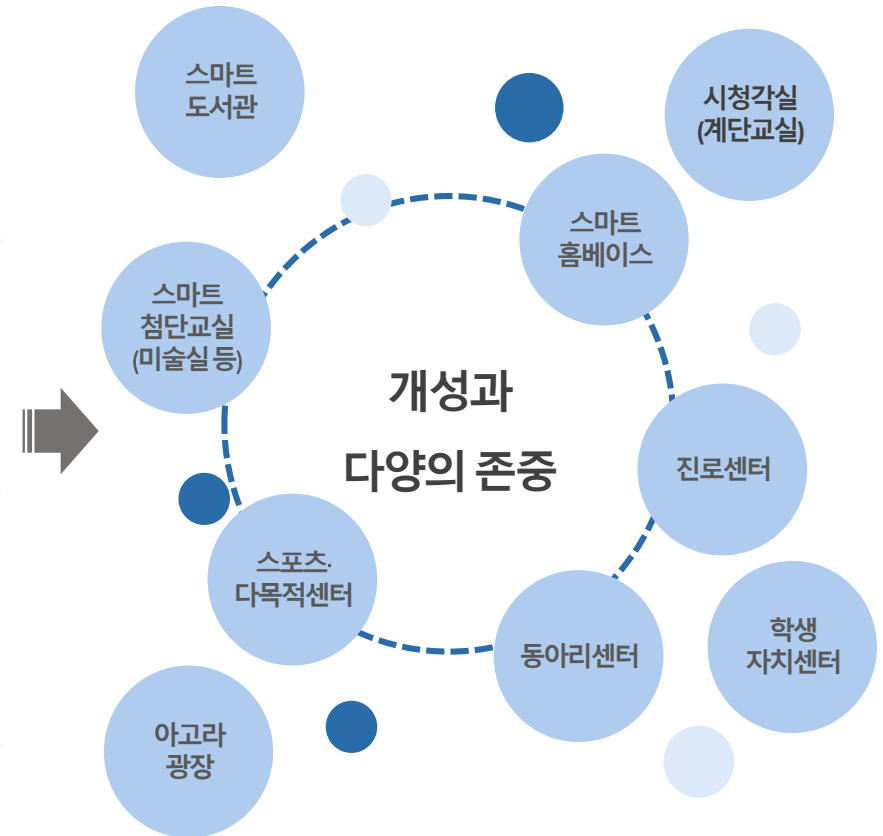 스마트
도서관
시청각실
(계단교실)
스마트
홈베이스
스마트
첨단교실
(미술실 등)
개성과
다양의 존중
진로센터
스포츠·
다목적센터
동아리센터
학생
자치센터
아고라
광장